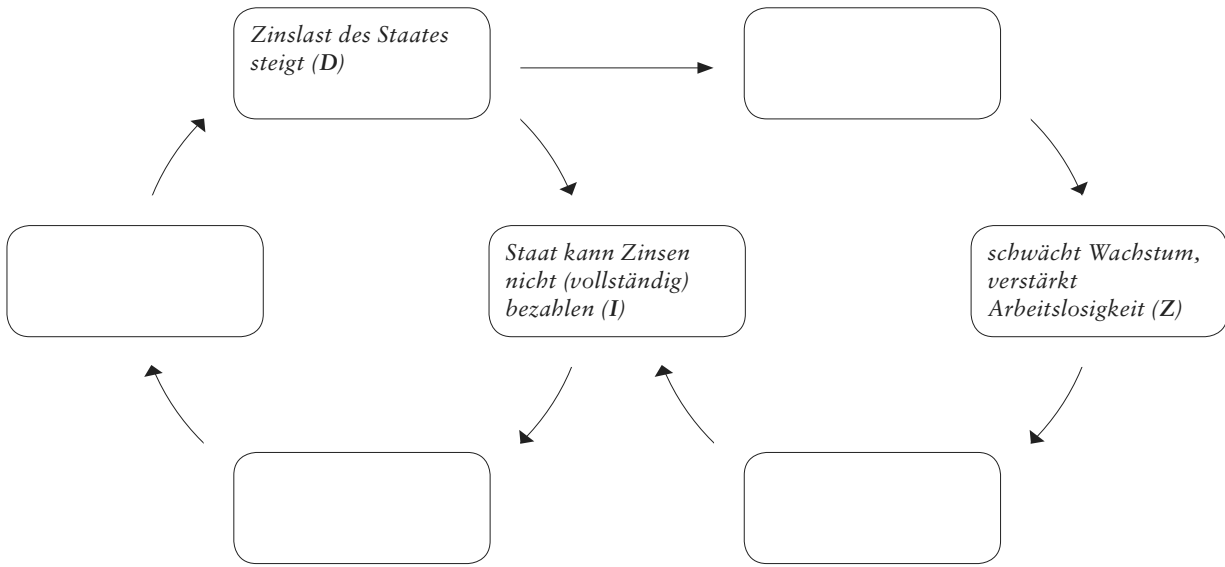 Zinslast des Staates
steigt (D)
Staat kann Zinsen
nicht (vollständig)
bezahlen (I)
schwächt Wachstum,
verstärkt
Arbeitslosigkeit (Z)